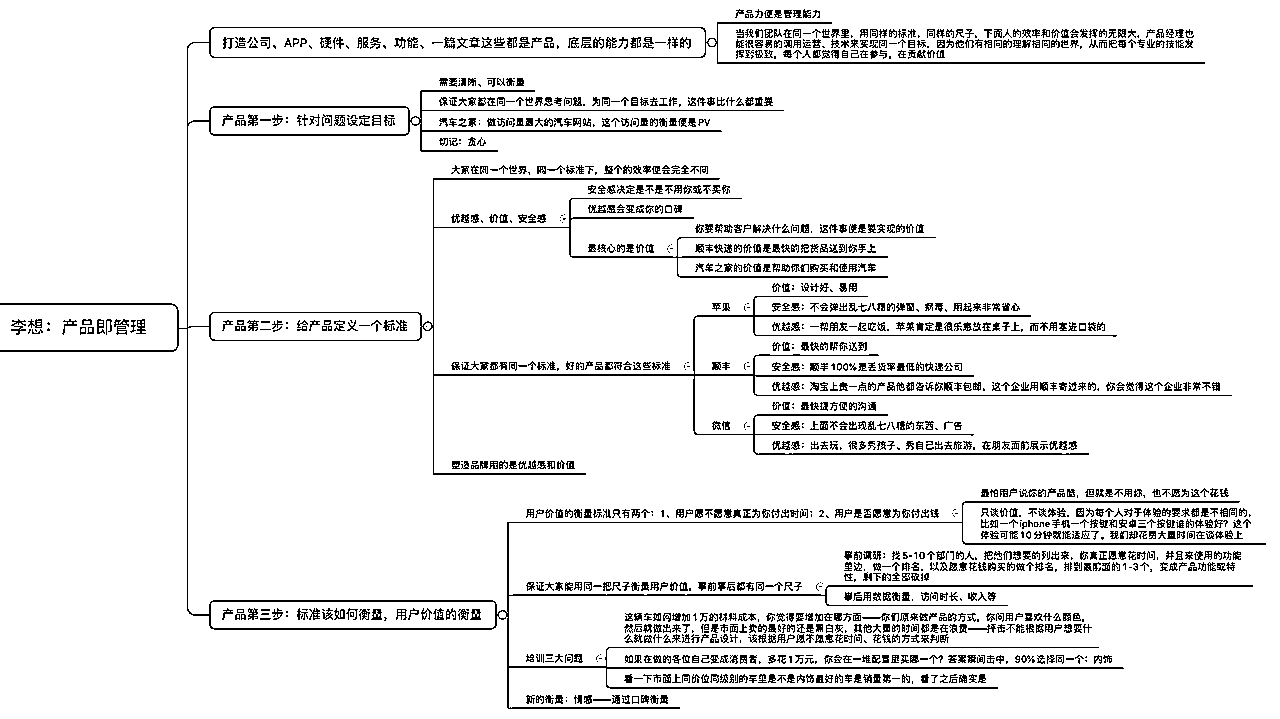 李想：产品即管理
打造公司、APP、硬件、服务、功能、一篇文章这些都是产品，底层的能力都是一样的
产品力便是管理能力
当我们团队在同一个世界里，用同样的标准，同样的尺子，下面人的效率和价值会发挥的无限大，产品经理也
能很容易的调用运营、技术来实现同一个目标，因为他们有相同的理解相同的世界，从而把每个专业的技能发
挥到极致，每个人都觉得自己在参与，在贡献价值
产品第一步：针对问题设定目标
需要清晰、可以衡量
保证大家都在同一个世界思考问题，为同一个目标去工作，这件事比什么都重要
汽车之家：做访问量最大的汽车网站，这个访问量的衡量便是PV
切记：贪心
产品第二步：给产品定义一个标准
大家在同一个世界、同一个标准下，整个的效率便会完全不同
优越感、价值、安全感
安全感决定是不是不用你或不买你
优越感会变成你的口碑
最核心的是价值
你要帮助客户解决什么问题，这件事便是要实现的价值
顺丰快递的价值是最快的把货品送到你手上
汽车之家的价值是帮助你们购买和使用汽车
保证大家都有同一个标准，好的产品都符合这些标准
苹果
价值：设计好、易用
安全感：不会弹出乱七八糟的弹窗、病毒、用起来非常省心
优越感：一帮朋友一起吃饭，苹果肯定是很乐意放在桌子上，而不用塞进口袋的
顺丰
价值：最快的帮你送到
安全感：顺丰100%是丢货率最低的快递公司
优越感：淘宝上贵一点的产品他都告诉你顺丰包邮，这个企业用顺丰寄过来的，你会觉得这个企业非常不错
微信
价值：最快捷方便的沟通
安全感：上面不会出现乱七八糟的东西、广告
优越感：出去玩，很多秀孩子、秀自己出去旅游，在朋友面前展示优越感
塑造品牌用的是优越感和价值
产品第三步：标准该如何衡量，用户价值的衡量
用户价值的衡量标准只有两个：1、用户愿不愿意真正为你付出时间；2、用户是否愿意为你付出钱
最怕用户说你的产品酷，但就是不用你、也不愿为这个花钱
只谈价值，不谈体验，因为每个人对于体验的要求都是不相同的，
比如一个iphone手机一个按键和安卓三个按键谁的体验好？这个
体验可能10分钟就能适应了，我们却花费大量时间在谈体验上
保证大家能用同一把尺子衡量用户价值，事前事后都有同一个尺子
事前调研：找5-10个部门的人，把他们想要的列出来，你真正愿意花时间，并且来使用的功能
里边，做一个排名，以及愿意花钱购买的做个排名，排到最前面的1-3个，变成产品功能或特
性，剩下的全部砍掉
事后用数据衡量，访问时长、收入等
培训三大问题
这辆车如何增加1万的材料成本，你觉得要增加在哪方面——你们原来做产品的方式，你问用户喜欢什么颜色，
然后就做出来了，但是市面上卖的最好的还是黑白灰，其他大量的时间都是在浪费——抨击不能根据用户想要什
么就做什么来进行产品设计，该根据用户愿不愿意花时间、花钱的方式来判断
如果在做的各位自己变成消费者，多花1万元，你会在一堆配置里买哪一个？答案瞬间击中，90%选择同一个：内饰
看一下市面上同价位同级别的车型是不是内饰最好的车是销量第一的，看了之后确实是
新的衡量：情感——通过口碑衡量